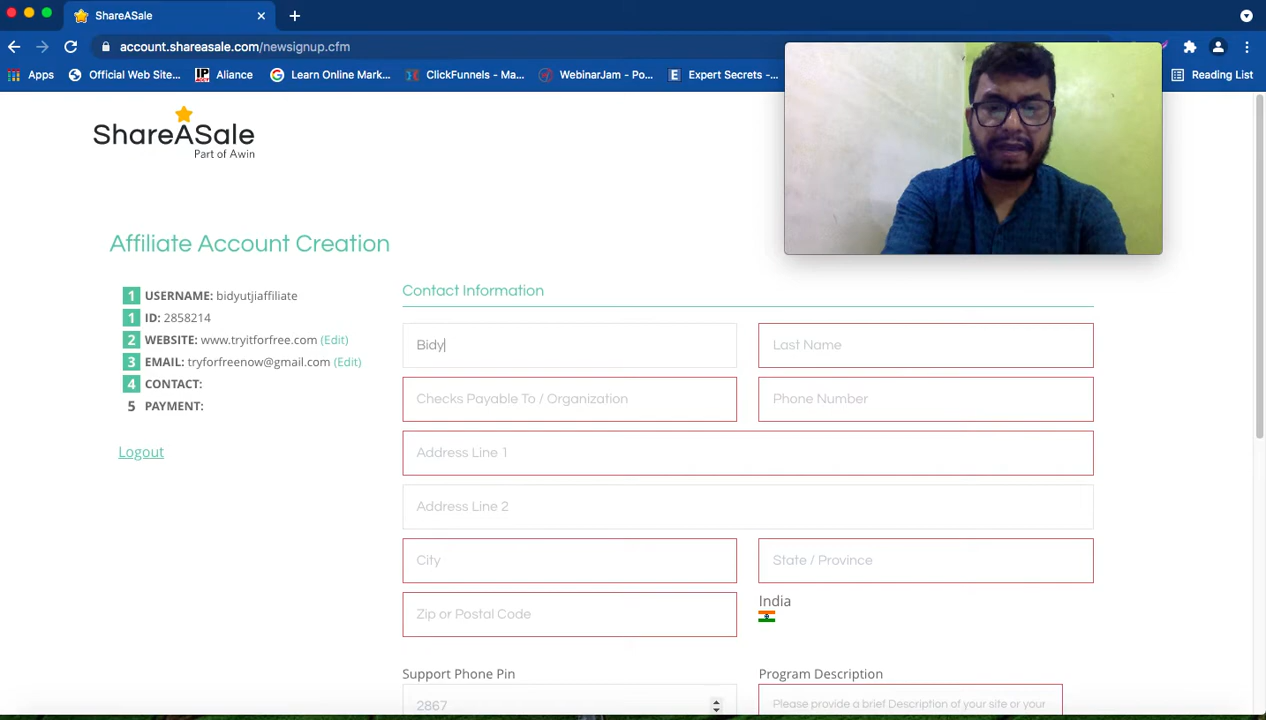 ShareASale
account.shareasale.com/newsignup.cfm
Apps
Official Web Site...
IP ACCT Aliance
Learn Online Mark...
ClickFunnels - Ma...
WebinarJam - Po...
E Expert Secrets -...
Reading List
ShareASale
Part of Awin
Affiliate Account Creation
1 USERNAME: bidyutjiaffiliate
1 ID: 2858214
2 WEBSITE: www.tryitforfree.com (Edit)
3 EMAIL: tryforfreenow@gmail.com (Edit)
4 CONTACT:
5 PAYMENT:
Logout
Contact Information
Bidy
Last Name
Checks Payable To / Organization
Phone Number
Address Line 1
Address Line 2
City
State / Province
Zip or Postal Code
India
Support Phone Pin
Program Description
2867
Please provide a brief Description of your site or your